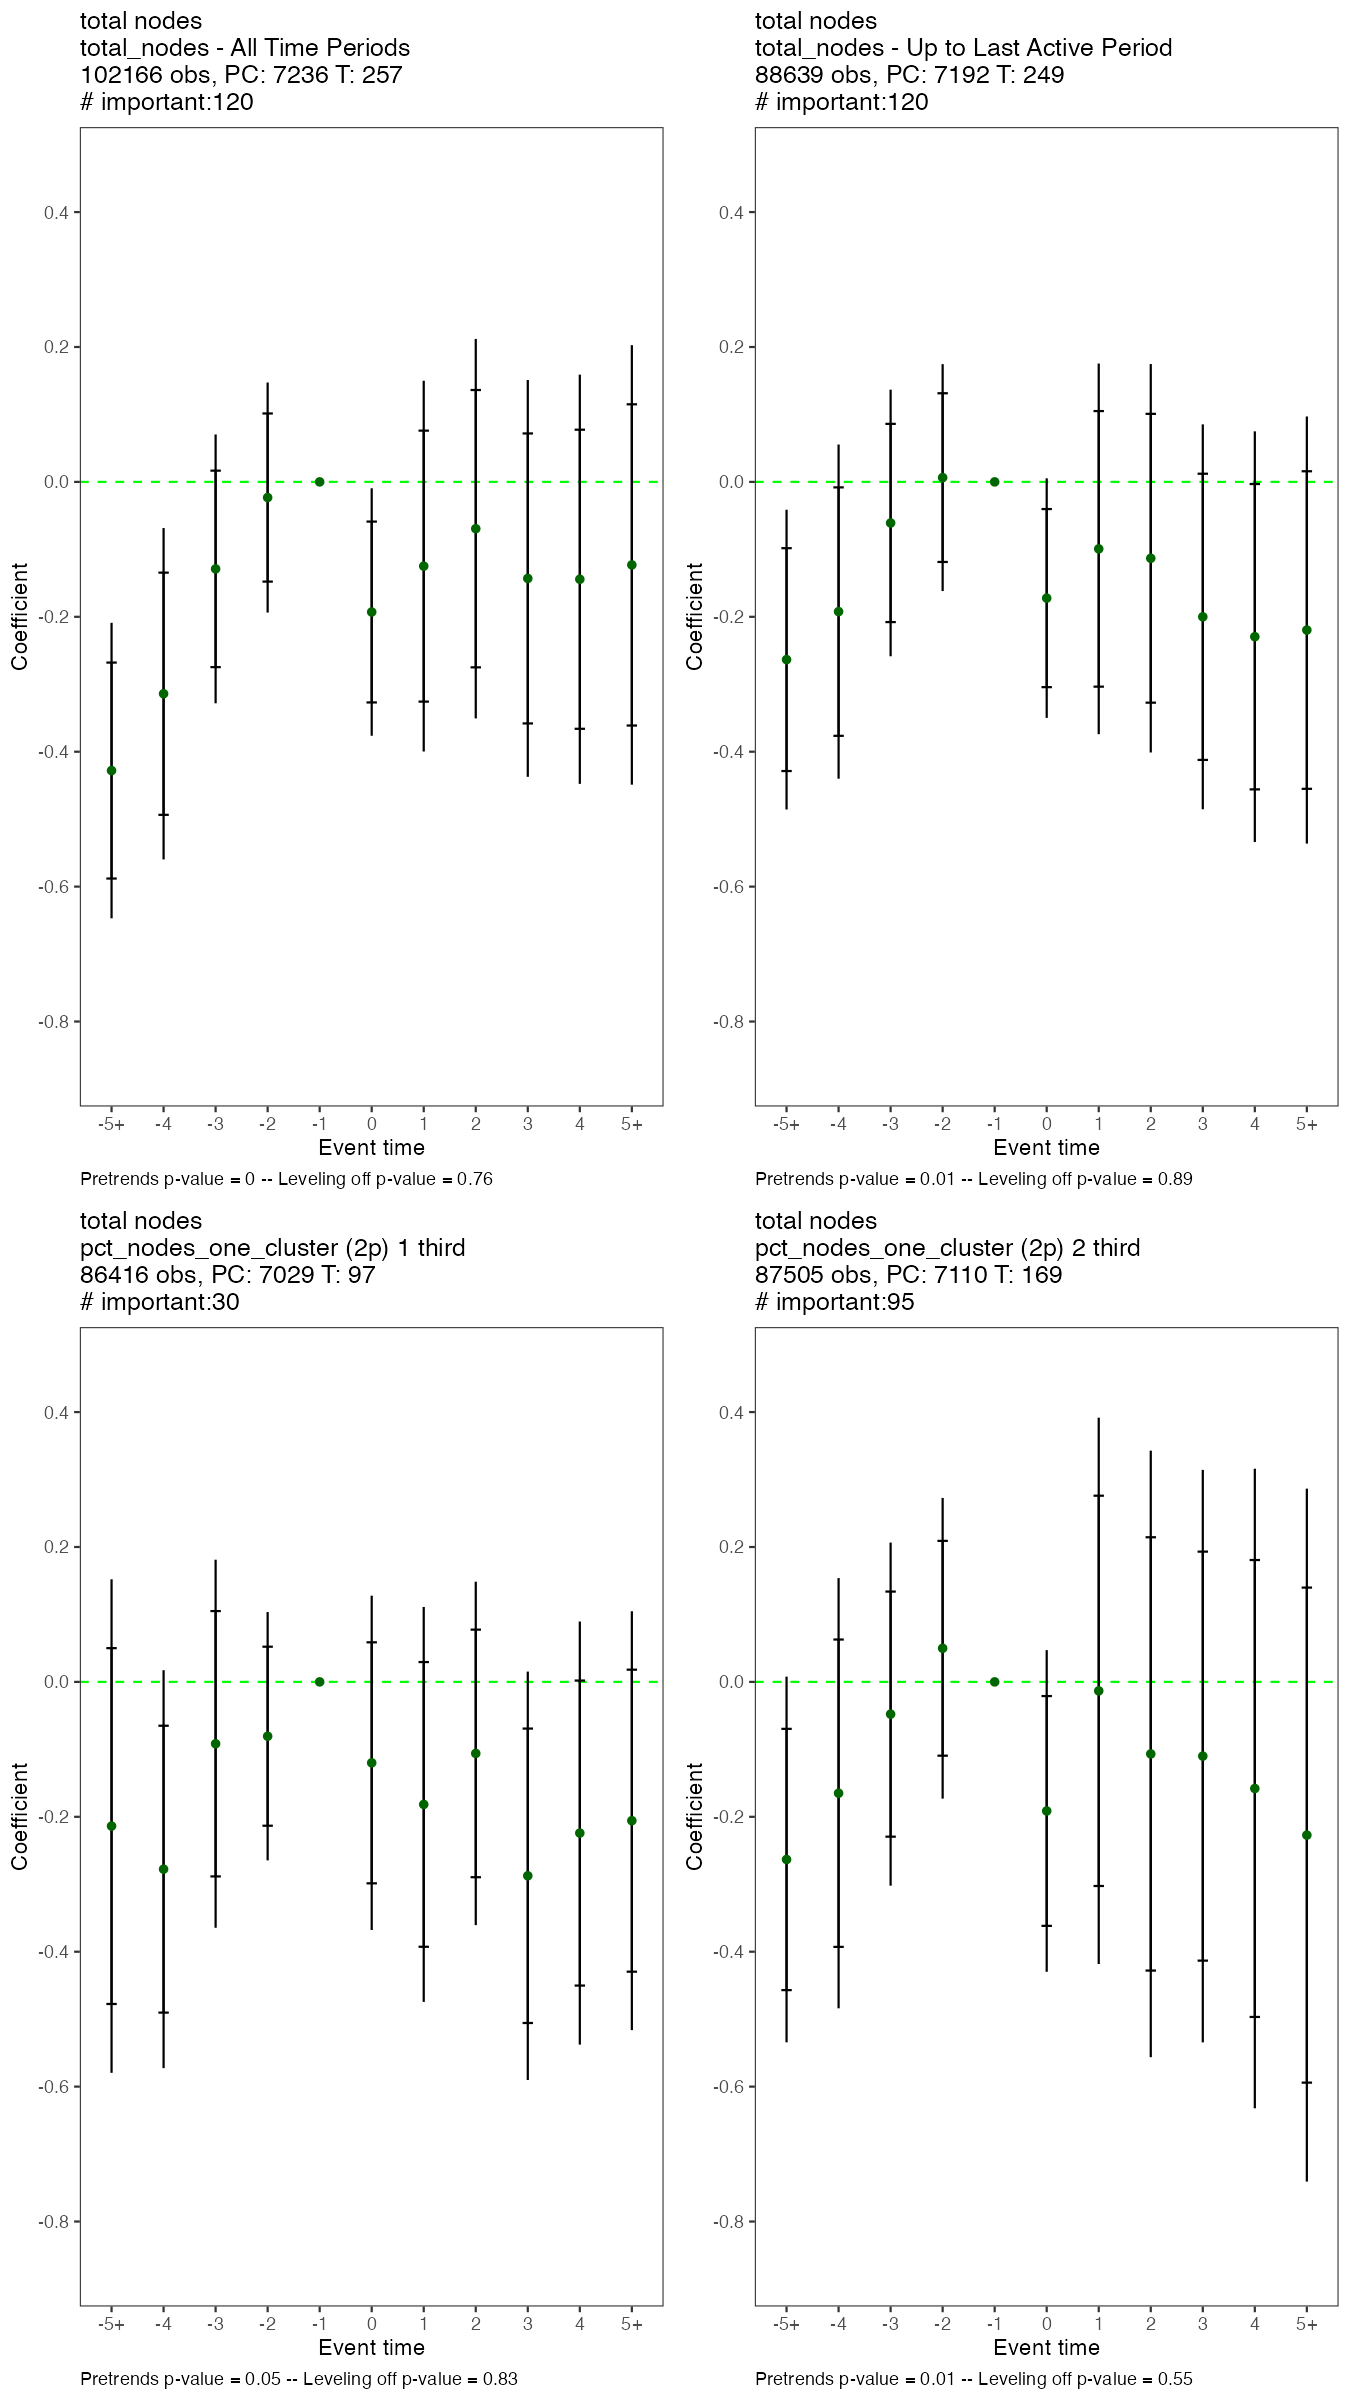 total nodes
total_nodes - All Time Periods
102166 obs, PC: 7236 T: 257
# important:120
0.4
0.2
0.0
-0.2
-0.4
-0.6
-0.8
Coefficient
-5+ -4 -3 -2 -1 0 1 2 3 4 5+
Event time
Pretrends p-value = 0 -- Leveling off p-value = 0.76
total nodes
total_nodes - Up to Last Active Period
88639 obs, PC: 7192 T: 249
# important:120
0.4
0.2
0.0
-0.2
-0.4
-0.6
-0.8
Coefficient
-5+ -4 -3 -2 -1 0 1 2 3 4 5+
Event time
Pretrends p-value = 0.01 -- Leveling off p-value = 0.89
total nodes
pct_nodes_one_cluster (2p) 1 third
86416 obs, PC: 7029 T: 97
# important:30
0.4
0.2
0.0
-0.2
-0.4
-0.6
-0.8
Coefficient
-5+ -4 -3 -2 -1 0 1 2 3 4 5+
Event time
Pretrends p-value = 0.05 -- Leveling off p-value = 0.83
total nodes
pct_nodes_one_cluster (2p) 2 third
87505 obs, PC: 7110 T: 169
# important:95
0.4
0.2
0.0
-0.2
-0.4
-0.6
-0.8
Coefficient
-5+ -4 -3 -2 -1 0 1 2 3 4 5+
Event time
Pretrends p-value = 0.01 -- Leveling off p-value = 0.55